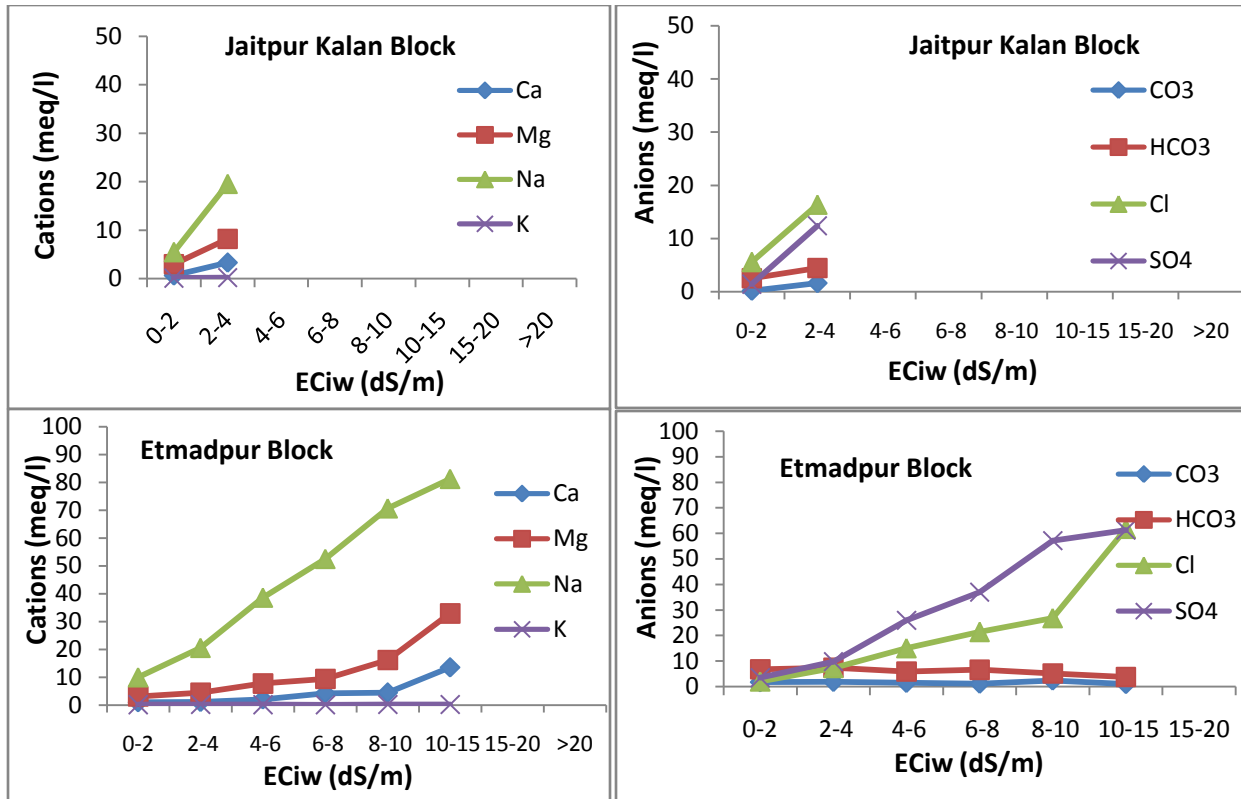 Jaitpur Kalan Block
Cations (meq/l)
50
40
30
20
10
0
Ca
Mg
Na
K
0-2
2-4
4-6
6-8
8-10
10-15
15-20
>20
ECiw (dS/m)
Jaitpur Kalan Block
Anions (meq/l)
50
40
30
20
10
0
CO3
HCO3
Cl
SO4
0-2 2-4 4-6 6-8 8-10 10-15 15-20 >20
ECiw (dS/m)
Etmadpur Block
Cations (meq/l)
100
90
80
70
60
50
40
30
20
10
0
Ca
Mg
Na
K
0-2 2-4 4-6 6-8 8-10 10-15 15-20 >20
ECiw (dS/m)
Etmadpur Block
Anions (meq/l)
100
90
80
70
60
50
40
30
20
10
0
CO3
HCO3
Cl
SO4
0-2 2-4 4-6 6-8 8-10 10-15 15-20
ECiw (dS/m)